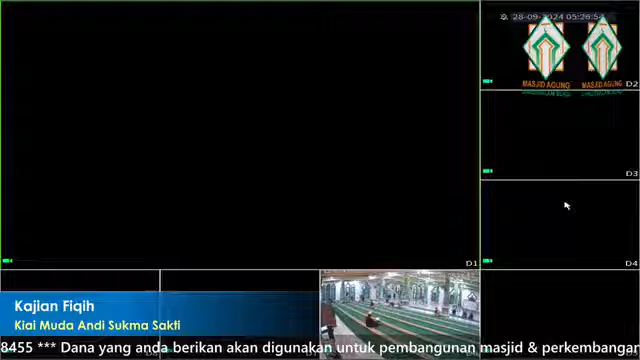 28-09-2024 05:26:54
MASJID AGUNG
MASJID AGUNG
D2
D3
D4
D1
Kajian Fiqih
Kiai Muda Andi Sukma Sakti
8455 *** Dana yang anda berikan akan digunakan untuk pembangunan masjid & perkembangan